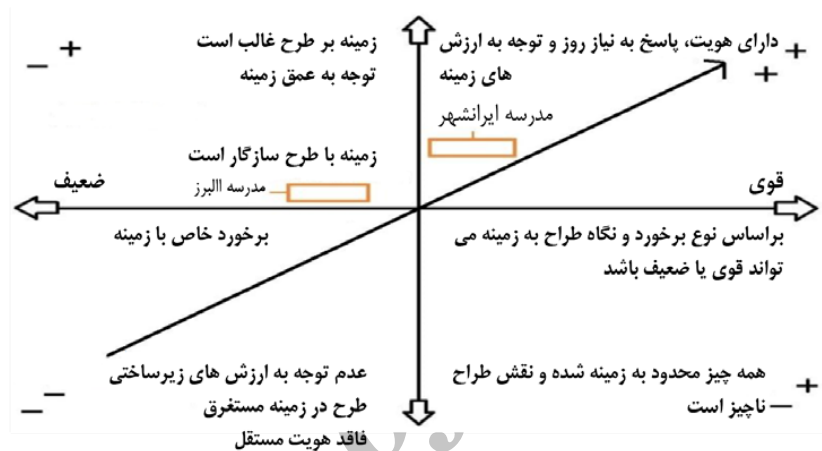 دارای هویت، پاسخ به نیاز روز و توجه به ارزش
های زمینه
+
+
مدرسه ایرانشهر
زمینه بر طرح غالب است
توجه به عمق زمینه
+
−
زمینه با طرح سازگار است
مدرسه االبرز
قوی
ضعیف
براساس نوع برخورد و نگاه طراح به زمینه می
تواند قوی یا ضعیف باشد
برخورد خاص با زمینه
همه چیز محدود به زمینه شده و نقش طراح
ناچیز است
+
−
عدم توجه به ارزش های زیرساختی
طرح در زمینه مستغرق
فاقد هویت مستقل
−
−